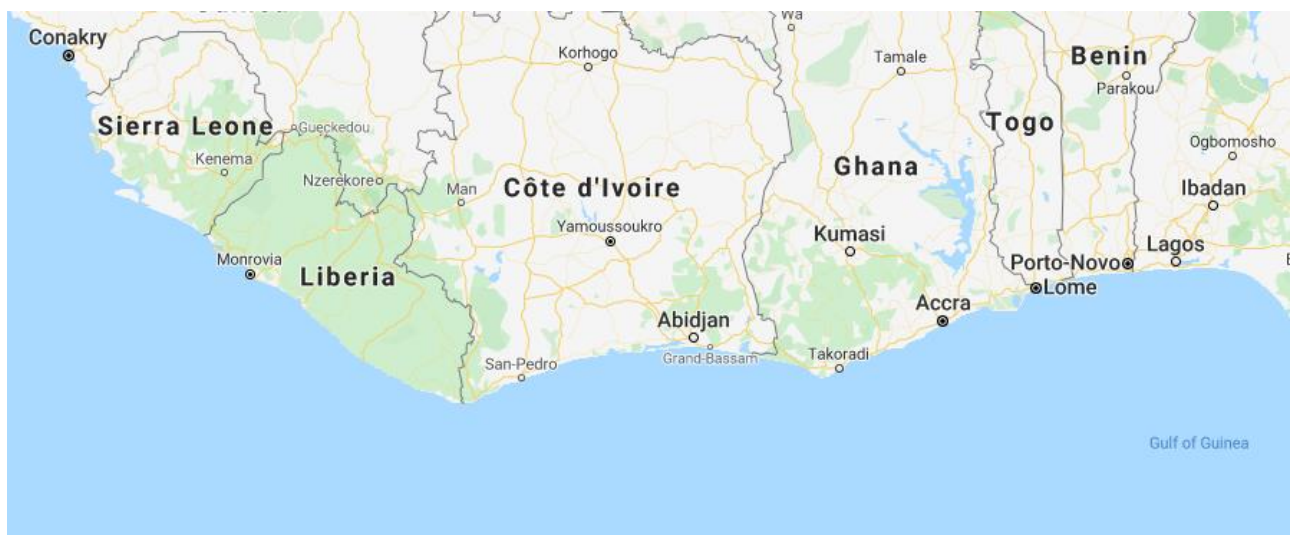 Wa
Conakry
Korhogo
Tamale
Benin
Parakou
Sierra Leone
Gueckedou
Togo
Ogbomosho
Kenema
Nzerekore
Man
Côte d'Ivoire
Ghana
Ibadan
Yamoussoukro
Kumasi
Lagos
Monrovia
Liberia
Porto-Novo
Lome
Accra
Abidjan
Grand-Bassam
San-Pedro
Takoradi
Gulf of Guinea